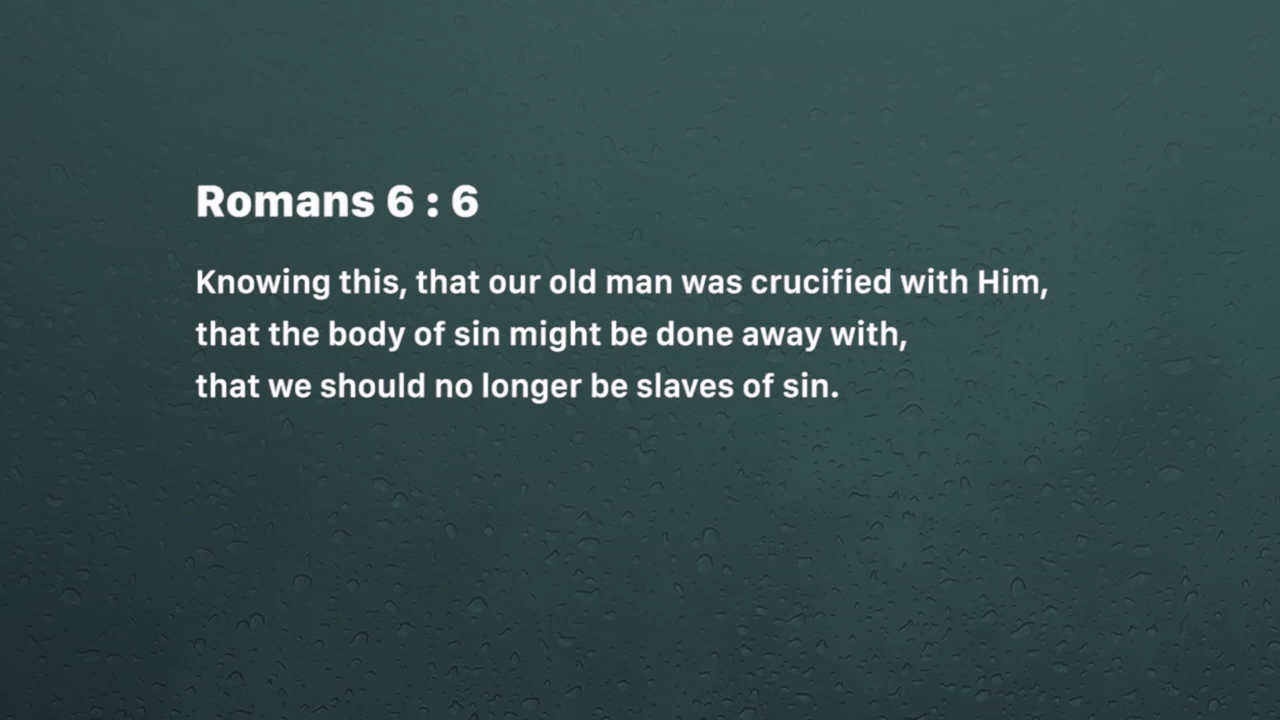 Romans 6 : 6
Knowing this, that our old man was crucified with Him,
that the body of sin might be done away with,
that we should no longer be slaves of sin.